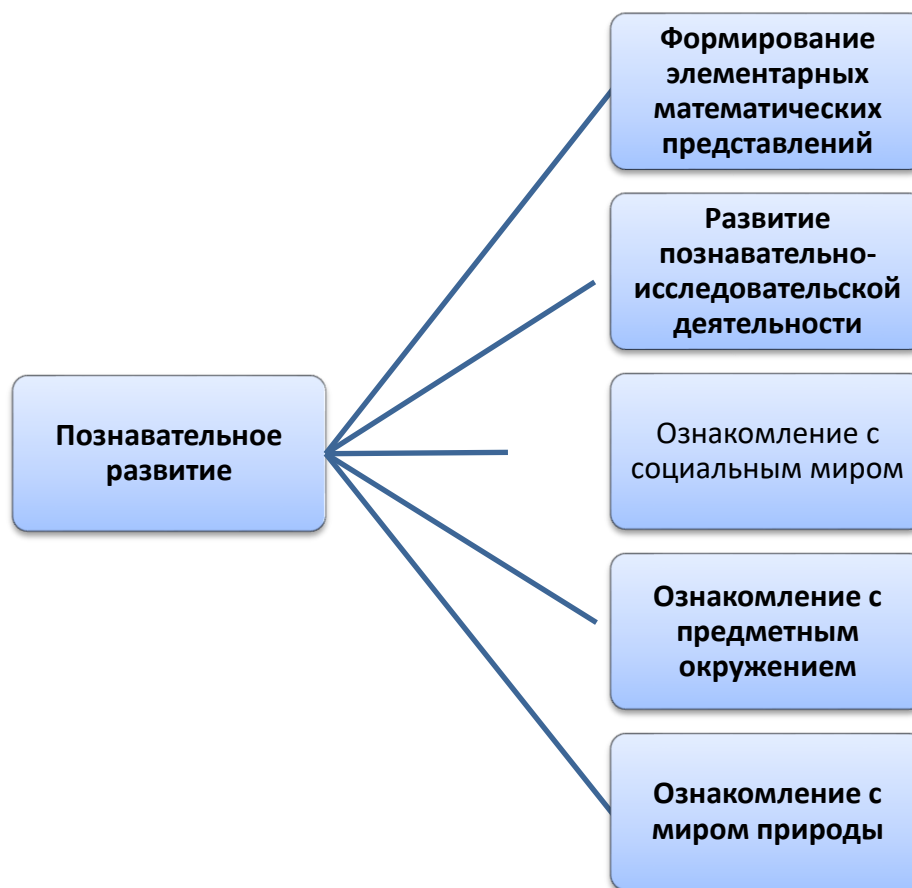 Формирование
элементарных
математических
представлений
Развитие
познавательно-
исследовательской
деятельности
Познавательное
развитие
Ознакомление с
социальным миром
Ознакомление с
предметным
окружением
Ознакомление с
миром природы